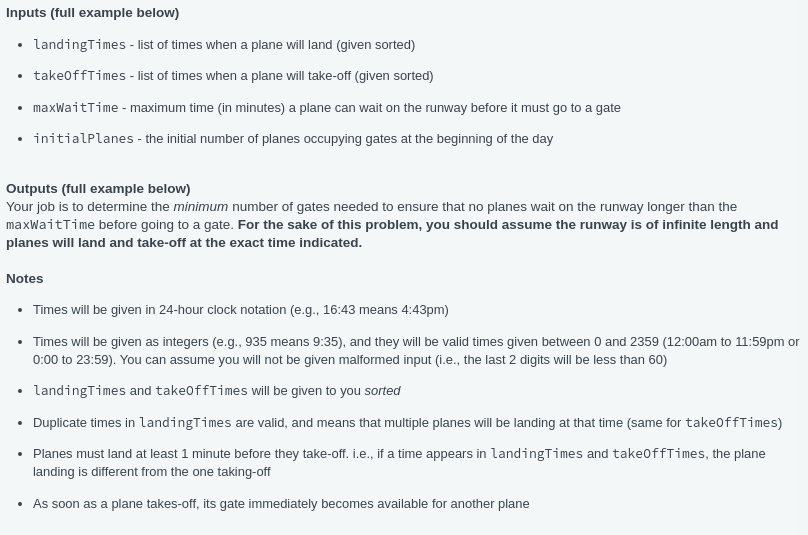 Inputs (full example below)
• landingTimes - list of times when a plane will land (given sorted)
• takeOffTimes - list of times when a plane will take-off (given sorted)
• maxWaitTime - maximum time (in minutes) a plane can wait on the runway before it must go to a gate
• initialPlanes - the initial number of planes occupying gates at the beginning of the day
Outputs (full example below)
Your job is to determine the minimum number of gates needed to ensure that no planes wait on the runway longer than the
maxWaitTime before going to a gate. For the sake of this problem, you should assume the runway is of infinite length and
planes will land and take-off at the exact time indicated.
Notes
• Times will be given in 24-hour clock notation (e.g., 16:43 means 4:43pm)
• Times will be given as integers (e.g., 935 means 9:35), and they will be valid times given between 0 and 2359 (12:00am to 11:59pm or
0:00 to 23:59). You can assume you will not be given malformed input (i.e., the last 2 digits will be less than 60)
• landingTimes and takeOffTimes will be given to you sorted
• Duplicate times in landingTimes are valid, and means that multiple planes will be landing at that time (same for takeOffTimes)
• Planes must land at least 1 minute before they take-off. i.e., if a time appears in landingTimes and takeOffTimes, the plane
landing is different from the one taking-off
• As soon as a plane takes-off, its gate immediately becomes available for another plane